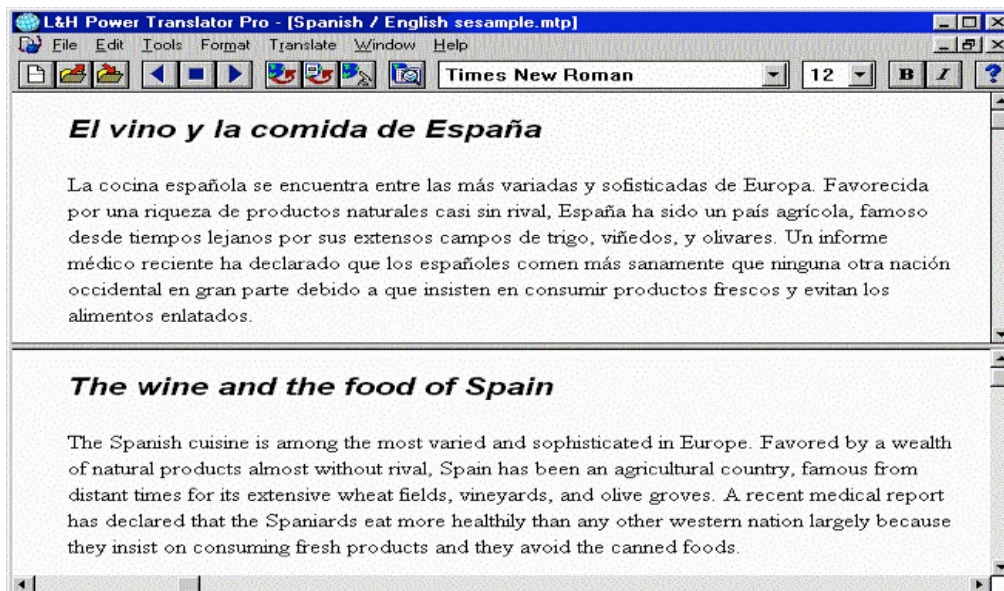 L&H Power Translator Pro - [Spanish / English sesample.mtp]
File Edit Tools Format Translate Window Help
Times New Roman 12 B I ?
El vino y la comida de España
La cocina española se encuentra entre las más variadas y sofisticadas de Europa. Favorecida
por una riqueza de productos naturales casi sin rival, España ha sido un país agrícola, famoso
desde tiempos lejanos por sus extensos campos de trigo, viñedos, y olivares. Un informe
médico reciente ha declarado que los españoles comen más sanamente que ninguna otra nación
occidental en gran parte debido a que insisten en consumir productos frescos y evitan los
alimentos enlatados.
The wine and the food of Spain
The Spanish cuisine is among the most varied and sophisticated in Europe. Favored by a wealth
of natural products almost without rival, Spain has been an agricultural country, famous from
distant times for its extensive wheat fields, vineyards, and olive groves. A recent medical report
has declared that the Spaniards eat more healthily than any other western nation largely because
they insist on consuming fresh products and they avoid the canned foods.